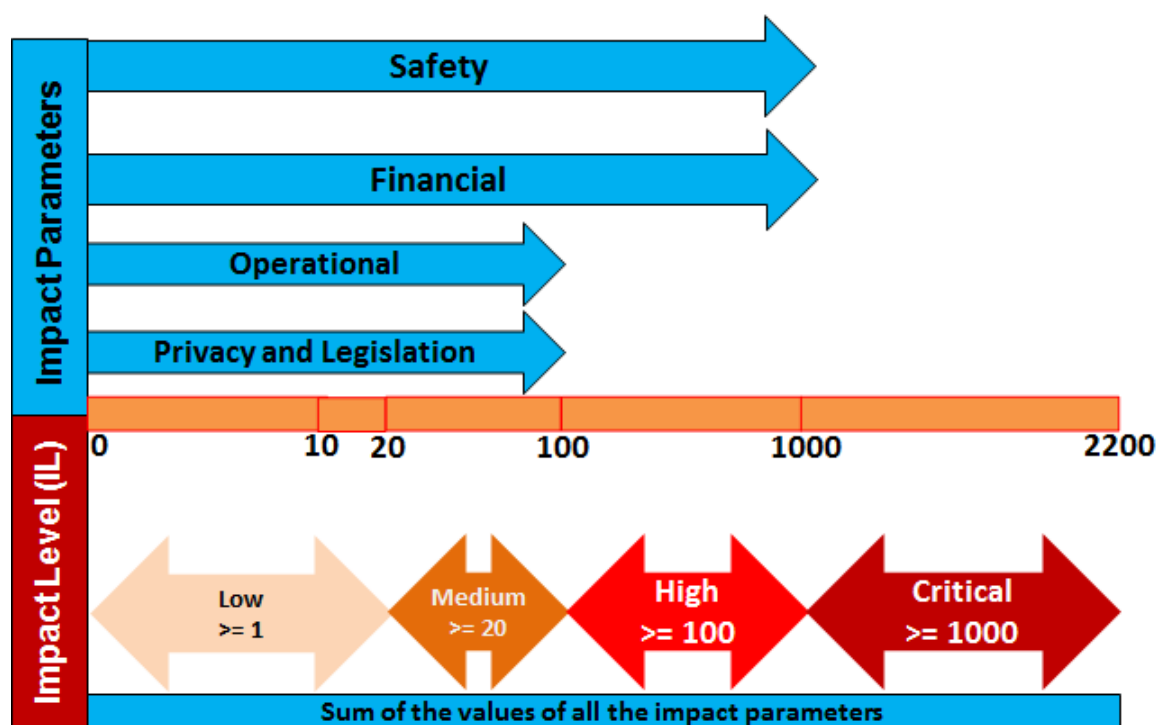 Impact Parameters
Safety
Financial
Operational
Privacy and Legislation
0 10 20 100 1000 2200
Impact Level (IL)
Low
>= 1
Medium
>= 20
High
>= 100
Critical
>= 1000
Sum of the values of all the impact parameters